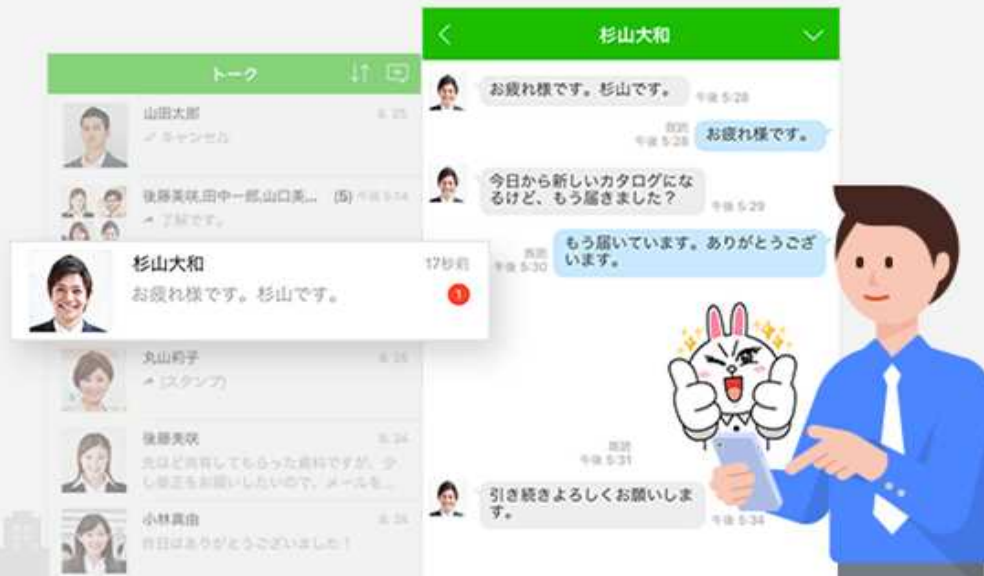 トーク
山田太郎
8. 25
キャンセル
後藤美咲,田中一郎,山口美... (5)
了解です。
杉山大和
17秒前
お疲れ様です。杉山です。
1
丸山莉子
(スタンプ)
後藤美咲
先ほど共有してもらった資料ですが、少
し修正をお願いしたいので、メールを...
小林真由
昨日はありがとうございました!
杉山大和
お疲れ様です。杉山です。
午後 5:28
既読
午後 5:28
お疲れ様です。
今日から新しいカタログにな
るけど、もう届きました?
午後 5:29
既読
午後 5:30
もう届いています。ありがとうござ
います。
既読
午後 5:31
引き続きよろしくお願いしま
す。
午後 5:34